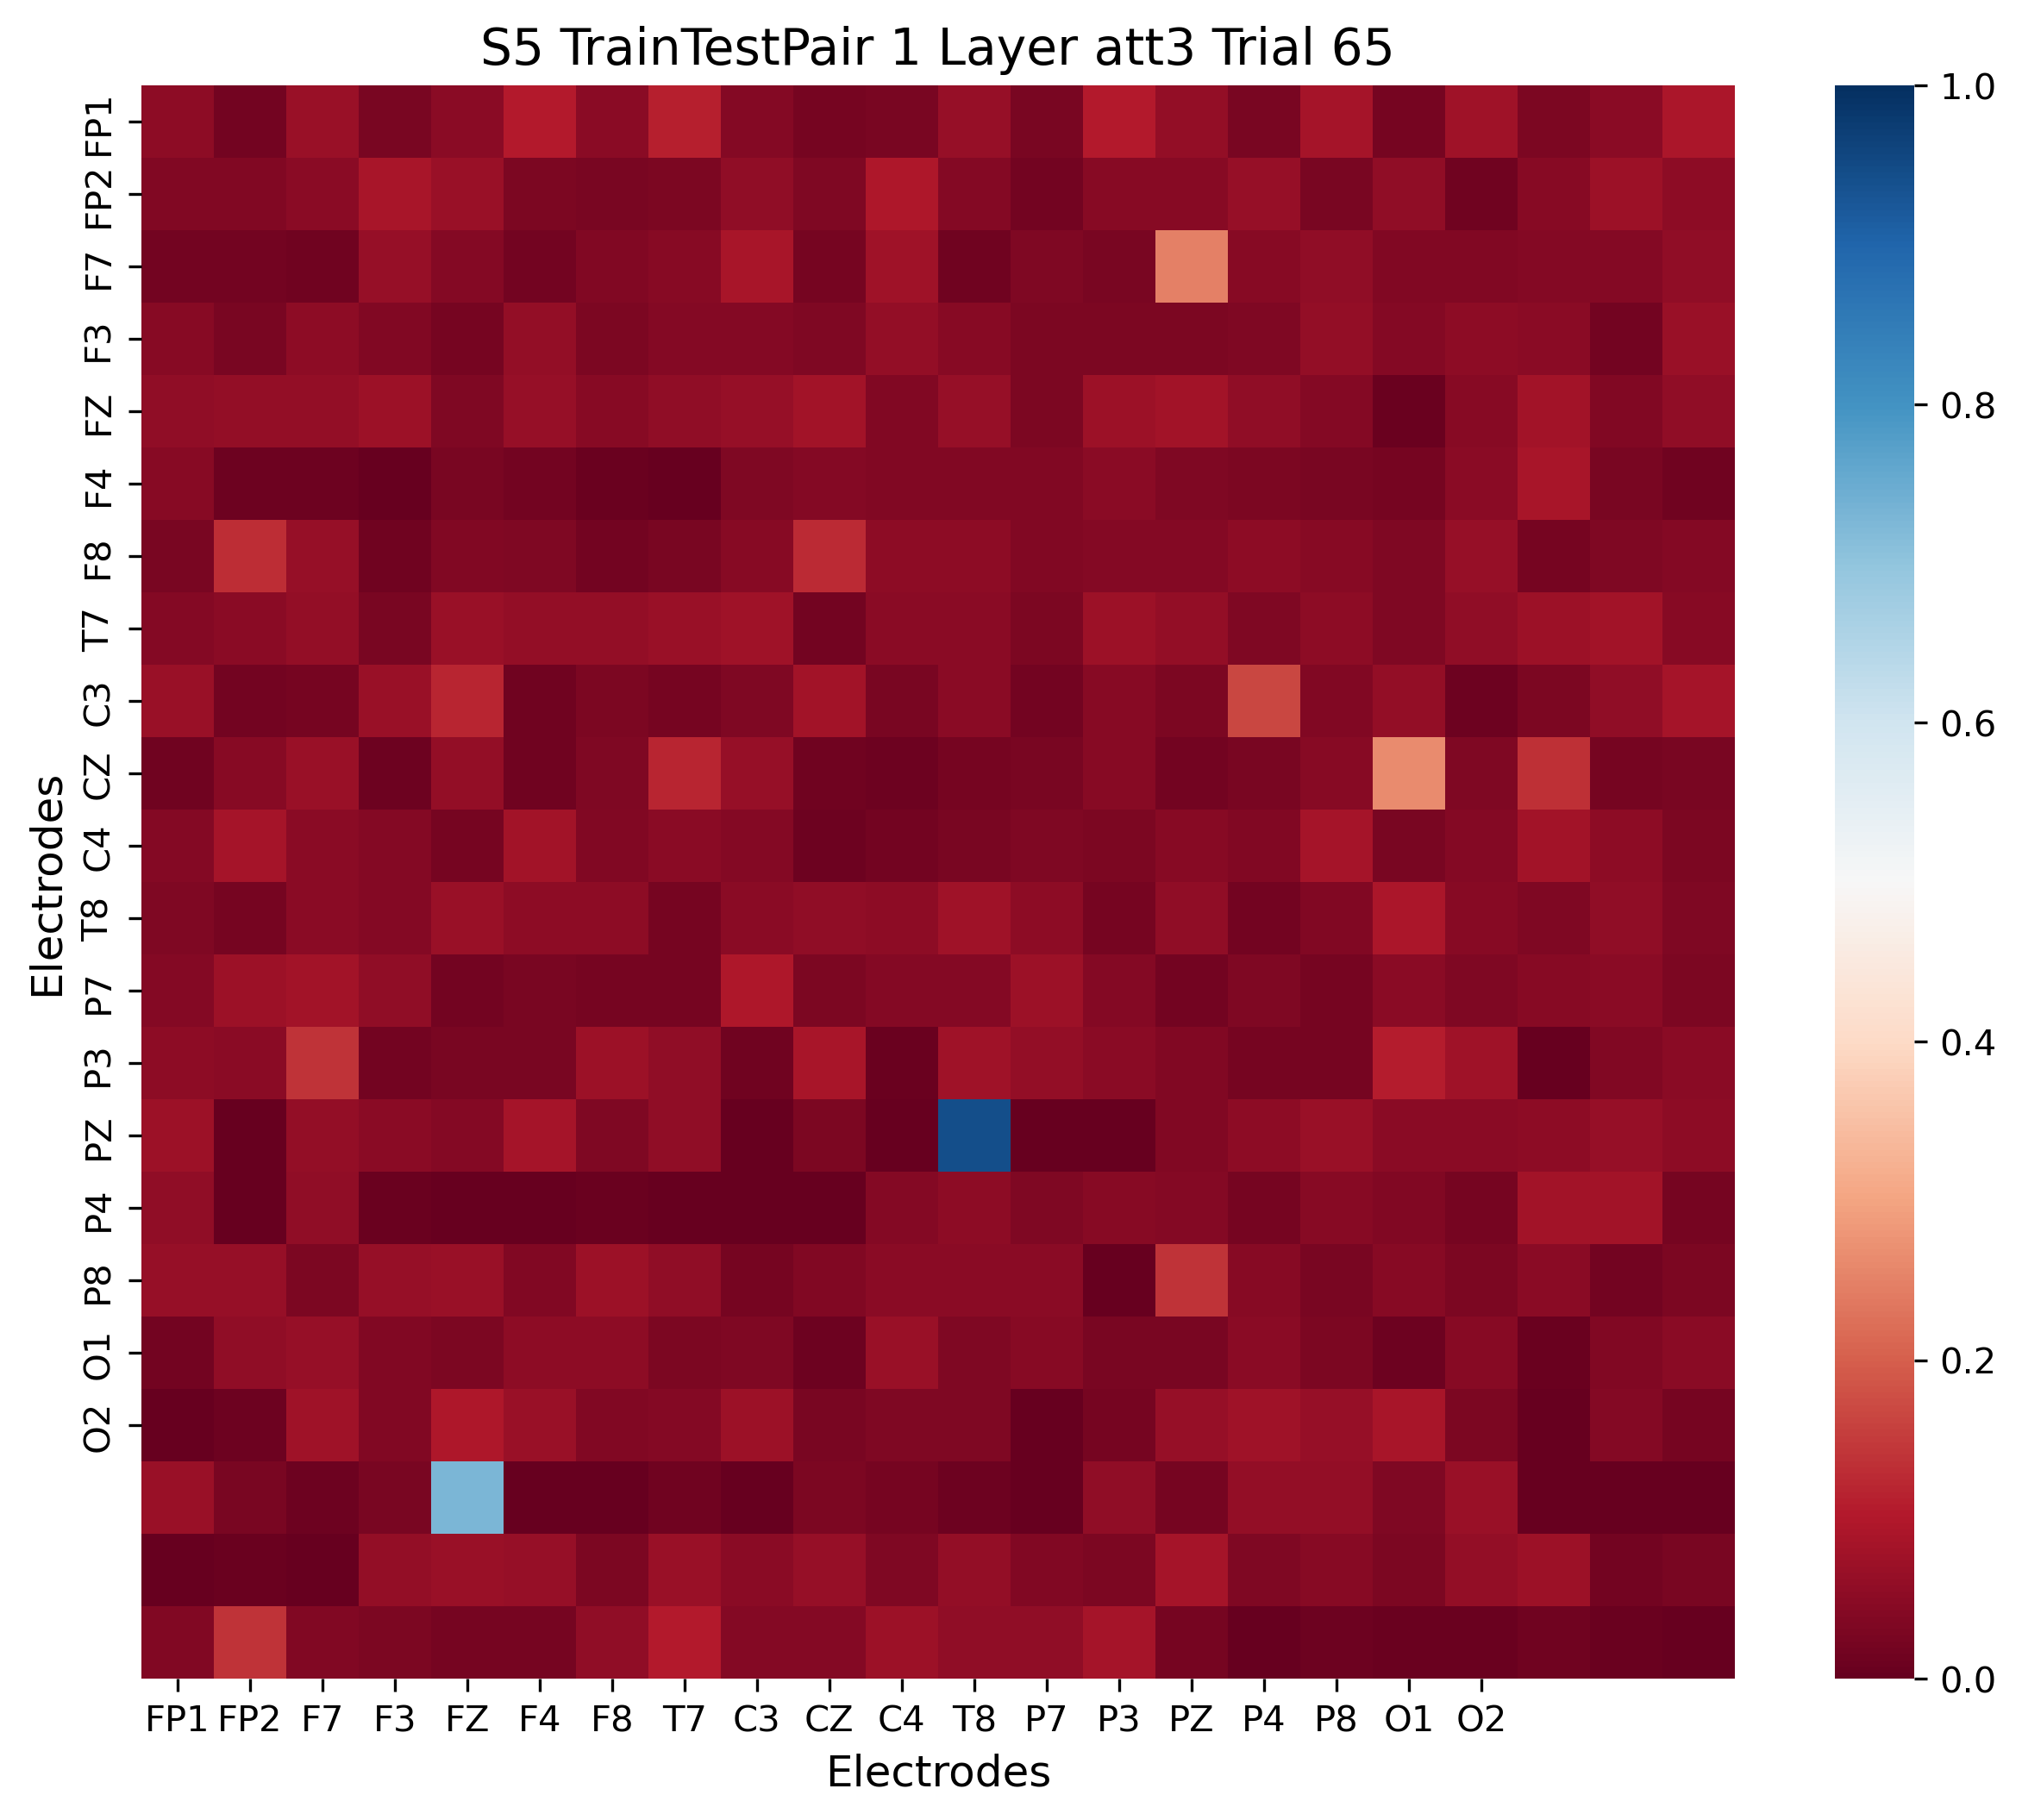 S5 TrainTestPair 1 Layer att3 Trial 65
Electrodes
FP1
FP2
F7
F3
FZ
F4
F8
T7
C3
CZ
C4
T8
P7
P3
PZ
P4
P8
O1
O2
FP1 FP2 F7 F3 FZ F4 F8 T7 C3 CZ C4 T8 P7 P3 PZ P4 P8 O1 O2
Electrodes
1.0
0.8
0.6
0.4
0.2
0.0